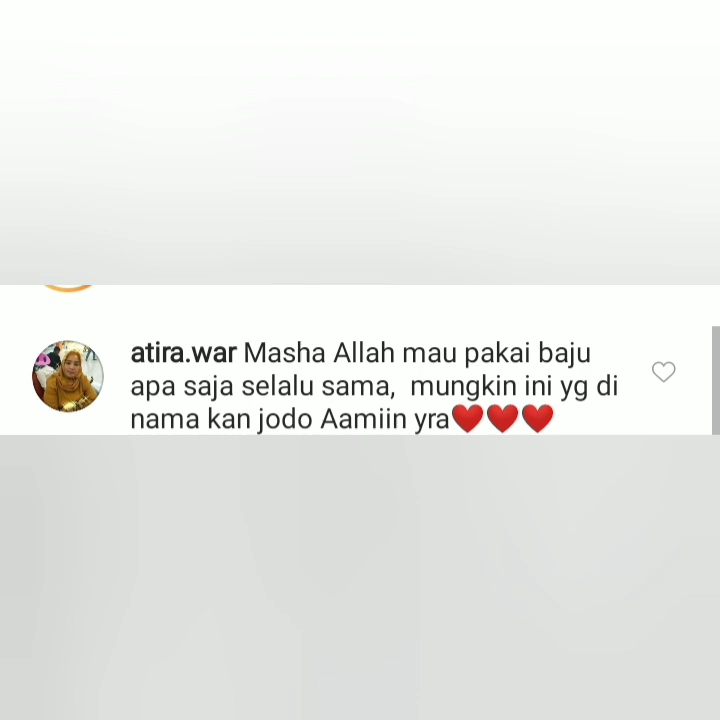 atira.war Masha Allah mau pakai baju
apa saja selalu sama,  mungkin ini yg di
nama kan jodo Aamiin yra❤️❤️❤️